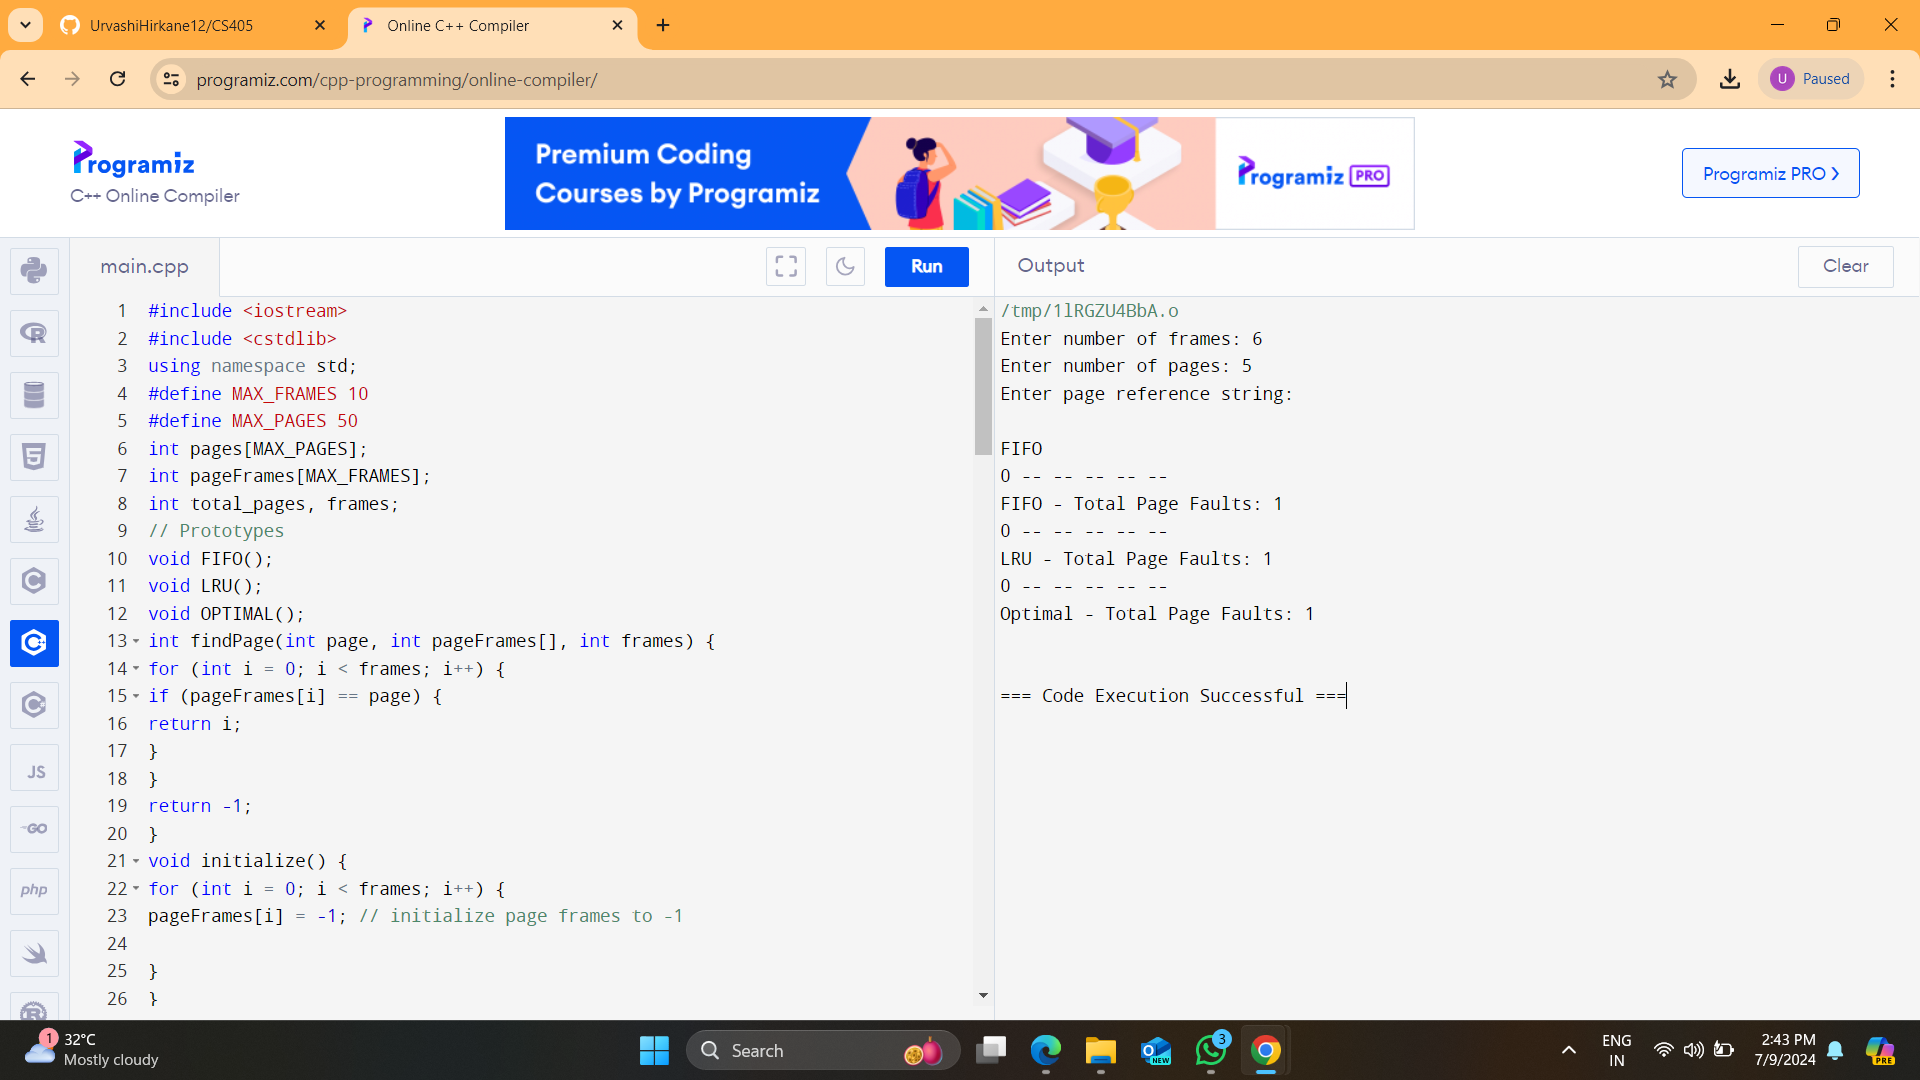 UrvashiHirkane12/CS405
Online C++ Compiler
programiz.com/cpp-programming/online-compiler/
U
Paused
Programiz
C++ Online Compiler
Premium Coding
Courses by Programiz
Programiz PRO
Programiz PRO
main.cpp
Run
Output
Clear
1 #include <iostream>
2 #include <cstdlib>
3 using namespace std;
4 #define MAX_FRAMES 10
5 #define MAX_PAGES 50
6 int pages[MAX_PAGES];
7 int pageFrames[MAX_FRAMES];
8 int total_pages, frames;
9 // Prototypes
10 void FIFO();
11 void LRU();
12 void OPTIMAL();
13 int findPage(int page, int pageFrames[], int frames) {
14 for (int i = 0; i < frames; i++) {
15 if (pageFrames[i] == page) {
16 return i;
17 }
18 }
19 return -1;
20 }
21 void initialize() {
22 for (int i = 0; i < frames; i++) {
23 pageFrames[i] = -1; // initialize page frames to -1
24
25 }
26 }
/tmp/1lRGZU4BbA.o
Enter number of frames: 6
Enter number of pages: 5
Enter page reference string:
FIFO
0 -- -- -- -- --
FIFO - Total Page Faults: 1
0 -- -- -- -- --
LRU - Total Page Faults: 1
0 -- -- -- -- --
Optimal - Total Page Faults: 1
=== Code Execution Successful ===
JS
GO
php
1
32°C
Mostly cloudy
Search
NEW
3
ENG
IN
2:43 PM
7/9/2024
PRE